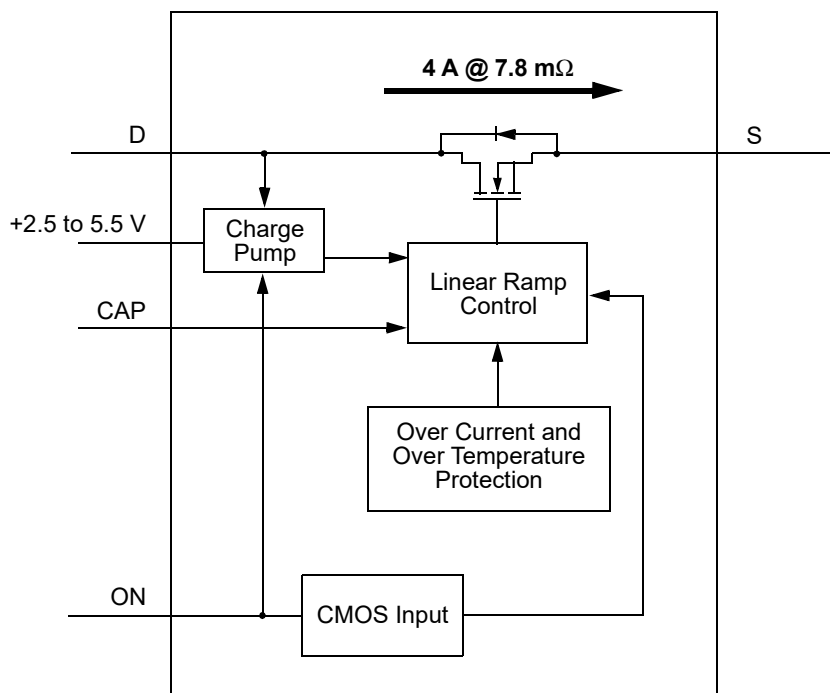 4 A @ 7.8 mΩ
D
S
+2.5 to 5.5 V
Charge
Pump
Linear Ramp
Control
CAP
Over Current and
Over Temperature
Protection
ON
CMOS Input